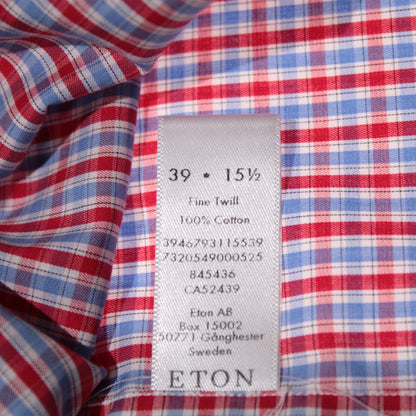 39 • 15½
Fine Twill
100% Cotton
3946793115539
7320549000525
845436
CA52439
Eton AB
Box 15002
50771 Gånghester
Sweden
ETON